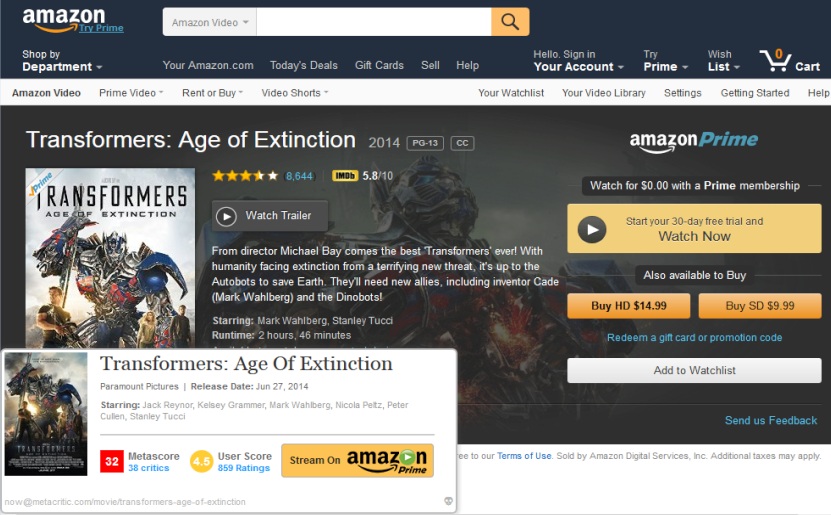 amazon
Try Prime
Amazon Video
Shop by
Department
Your Amazon.com
Today's Deals
Gift Cards
Sell
Help
Hello. Sign in
Your Account
Try
Prime
Wish
List
0
Cart
Amazon Video
Prime Video
Rent or Buy
Video Shorts
Your Watchlist
Your Video Library
Settings
Getting Started
Help
Transformers: Age of Extinction 2014 PG-13 CC
8,644
IMDb 5.8/10
Watch Trailer
From director Michael Bay comes the best 'Transformers' ever! With
humanity facing extinction from a terrifying new threat, it's up to the
Autobots to save Earth. They'll need new allies, including inventor Cade
(Mark Wahlberg) and the Dinobots!
Starring: Mark Wahlberg, Stanley Tucci
Runtime: 2 hours, 46 minutes
Prime
TRANSFORMERS
AGE OF EXTINCTION
amazonPrime
Watch for $0.00 with a Prime membership
Start your 30-day free trial and
Watch Now
Also available to Buy
Buy HD $14.99
Buy SD $9.99
Redeem a gift card or promotion code
Add to Watchlist
Send us Feedback
ee to our Terms of Use. Sold by Amazon Digital Services, Inc. Additional taxes may apply.
Transformers: Age Of Extinction
Paramount Pictures | Release Date: Jun 27, 2014
Starring: Jack Reynor, Kelsey Grammer, Mark Wahlberg, Nicola Peltz, Peter
Cullen, Stanley Tucci
32
Metascore
38 critics
4.5
User Score
859 Ratings
Stream On
amazon
Prime
TRANSFORMERS
now@metacritic.com/movie/transformers-age-of-extinction